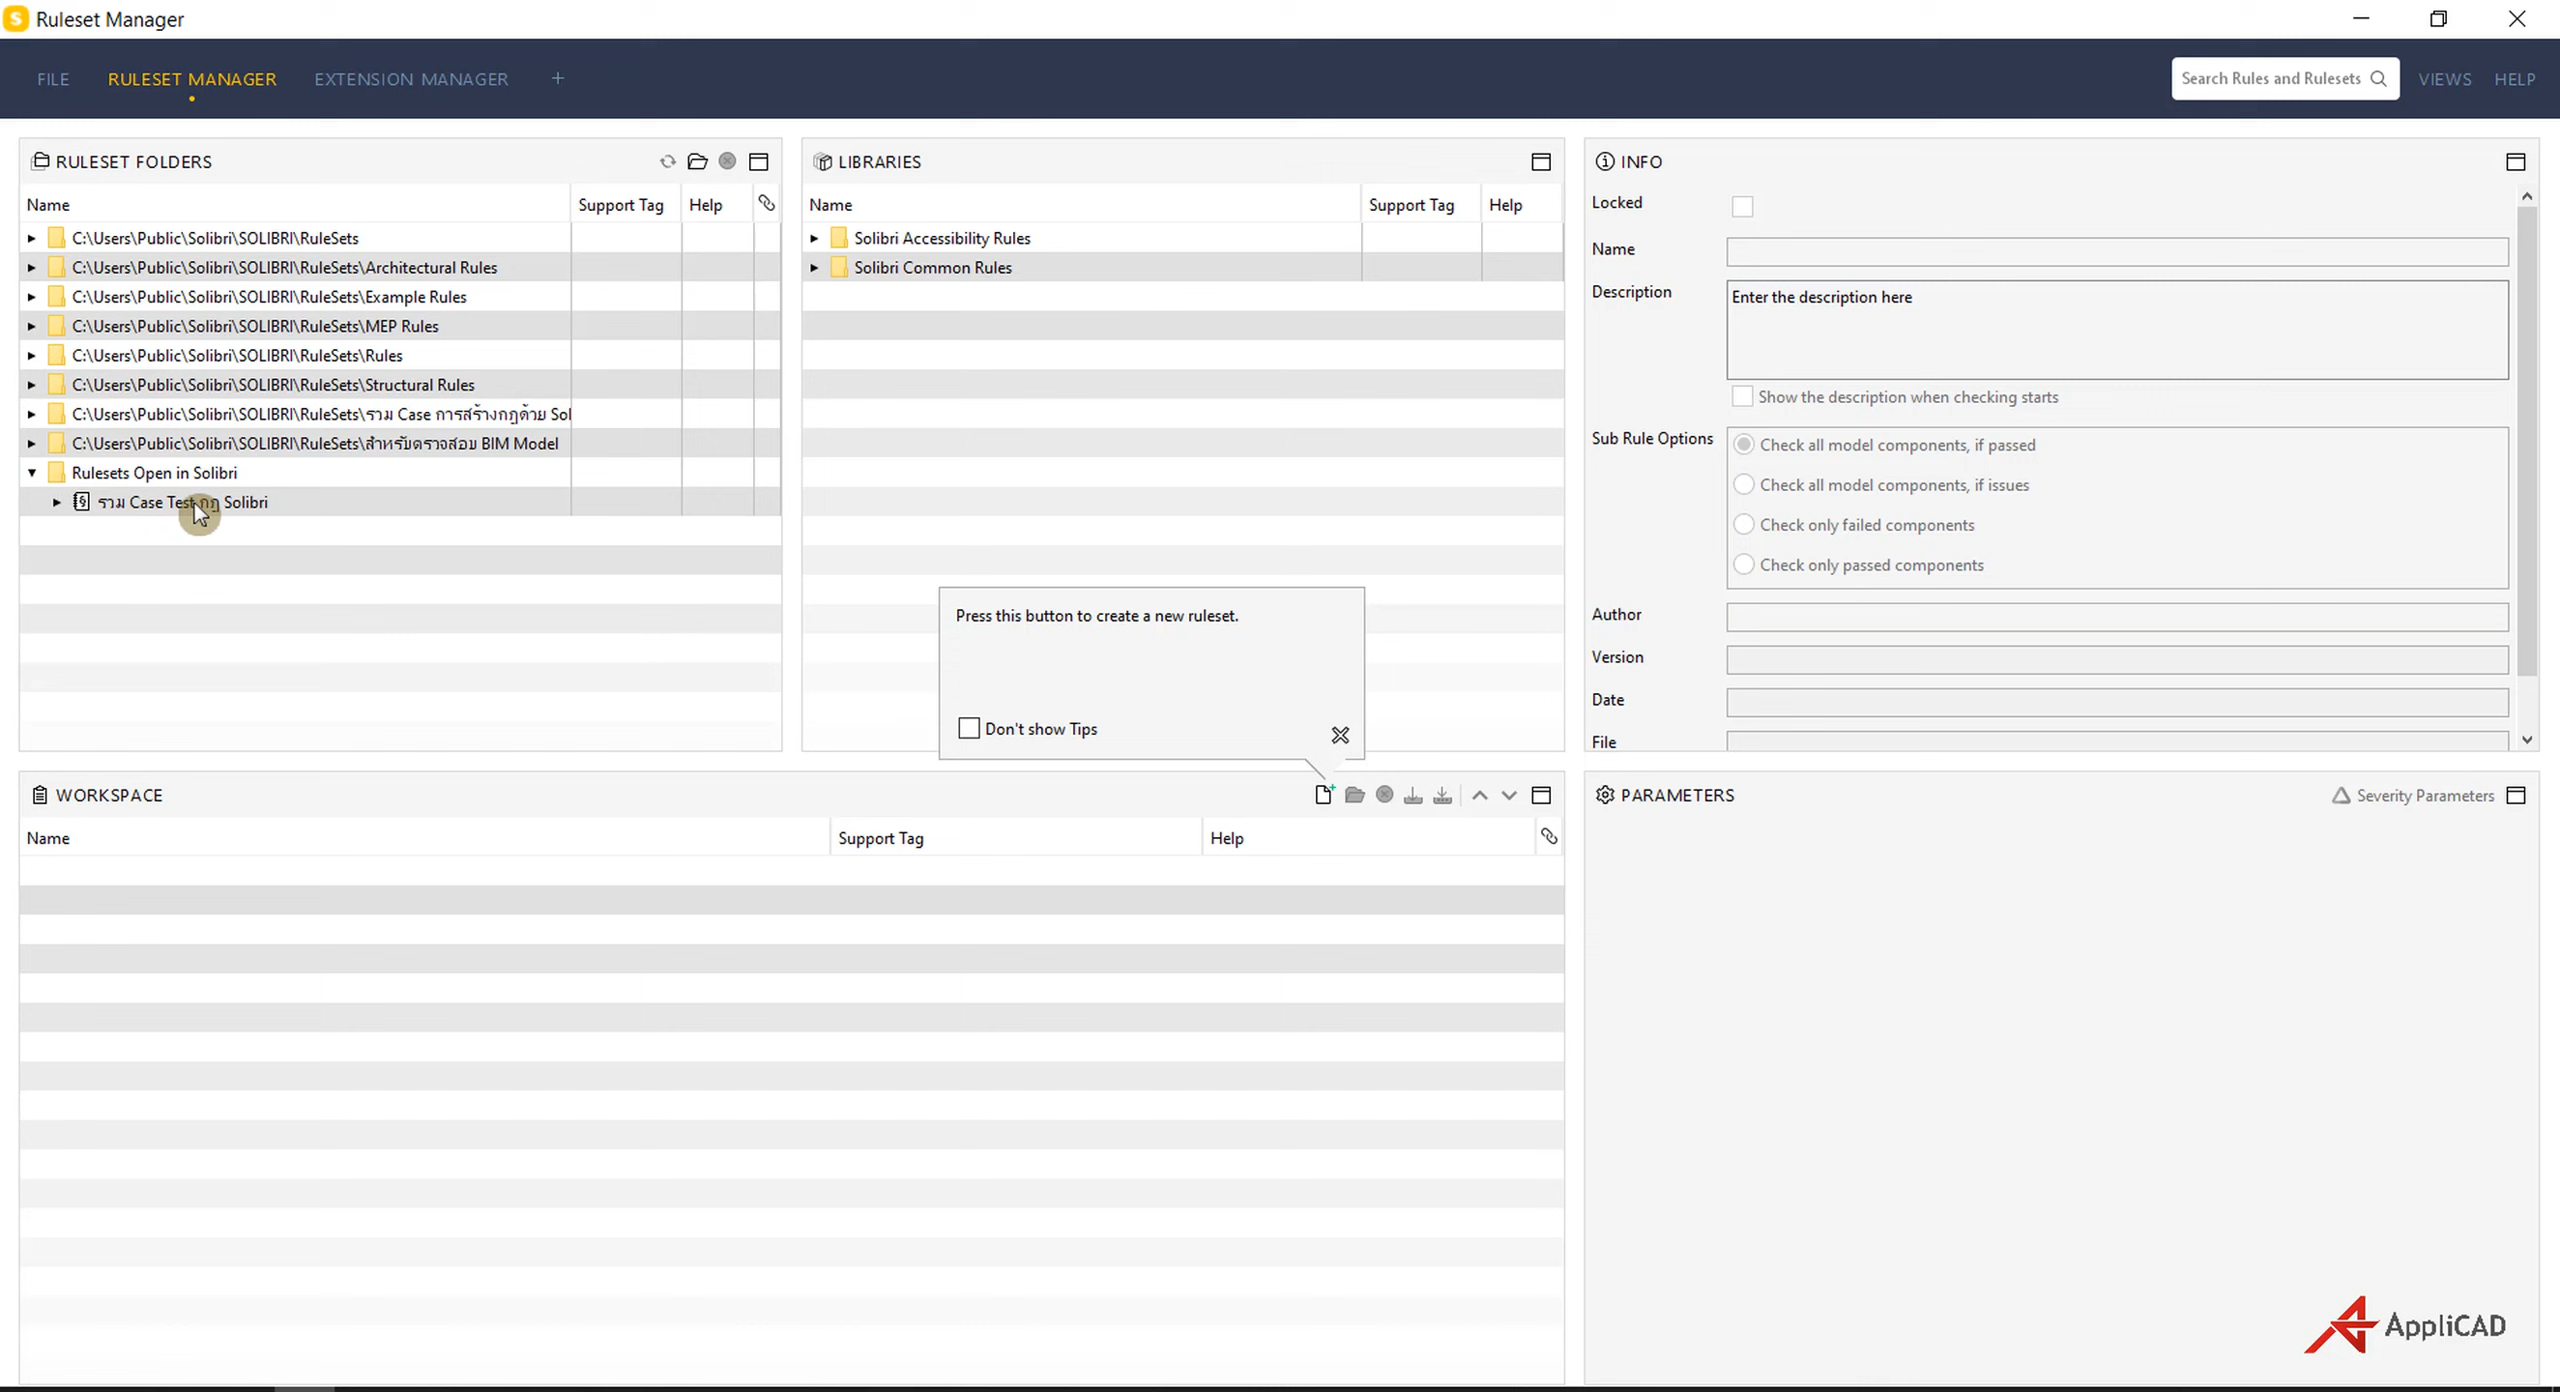 Ruleset Manager
FILE
RULESET MANAGER
EXTENSION MANAGER
+
Search Rules and Rulesets
VIEWS
HELP
RULESET FOLDERS
Name
Support Tag
Help
C:\Users\Public\Solibri\SOLIBRI\RuleSets
C:\Users\Public\Solibri\SOLIBRI\RuleSets\Architectural Rules
C:\Users\Public\Solibri\SOLIBRI\RuleSets\Example Rules
C:\Users\Public\Solibri\SOLIBRI\RuleSets\MEP Rules
C:\Users\Public\Solibri\SOLIBRI\RuleSets\Rules
C:\Users\Public\Solibri\SOLIBRI\RuleSets\Structural Rules
C:\Users\Public\Solibri\SOLIBRI\RuleSets\รวม Case การสร้างกฎด้วย Sol
C:\Users\Public\Solibri\SOLIBRI\RuleSets\สำหรับตรวจสอบ BIM Model
Rulesets Open in Solibri
รวม Case Test กฎ Solibri
LIBRARIES
Name
Support Tag
Help
Solibri Accessibility Rules
Solibri Common Rules
Press this button to create a new ruleset.
Don't show Tips
INFO
Locked
Name
Description
Enter the description here
Show the description when checking starts
Sub Rule Options
Check all model components, if passed
Check all model components, if issues
Check only failed components
Check only passed components
Author
Version
Date
File
WORKSPACE
Name
Support Tag
Help
PARAMETERS
Severity Parameters
AppliCAD